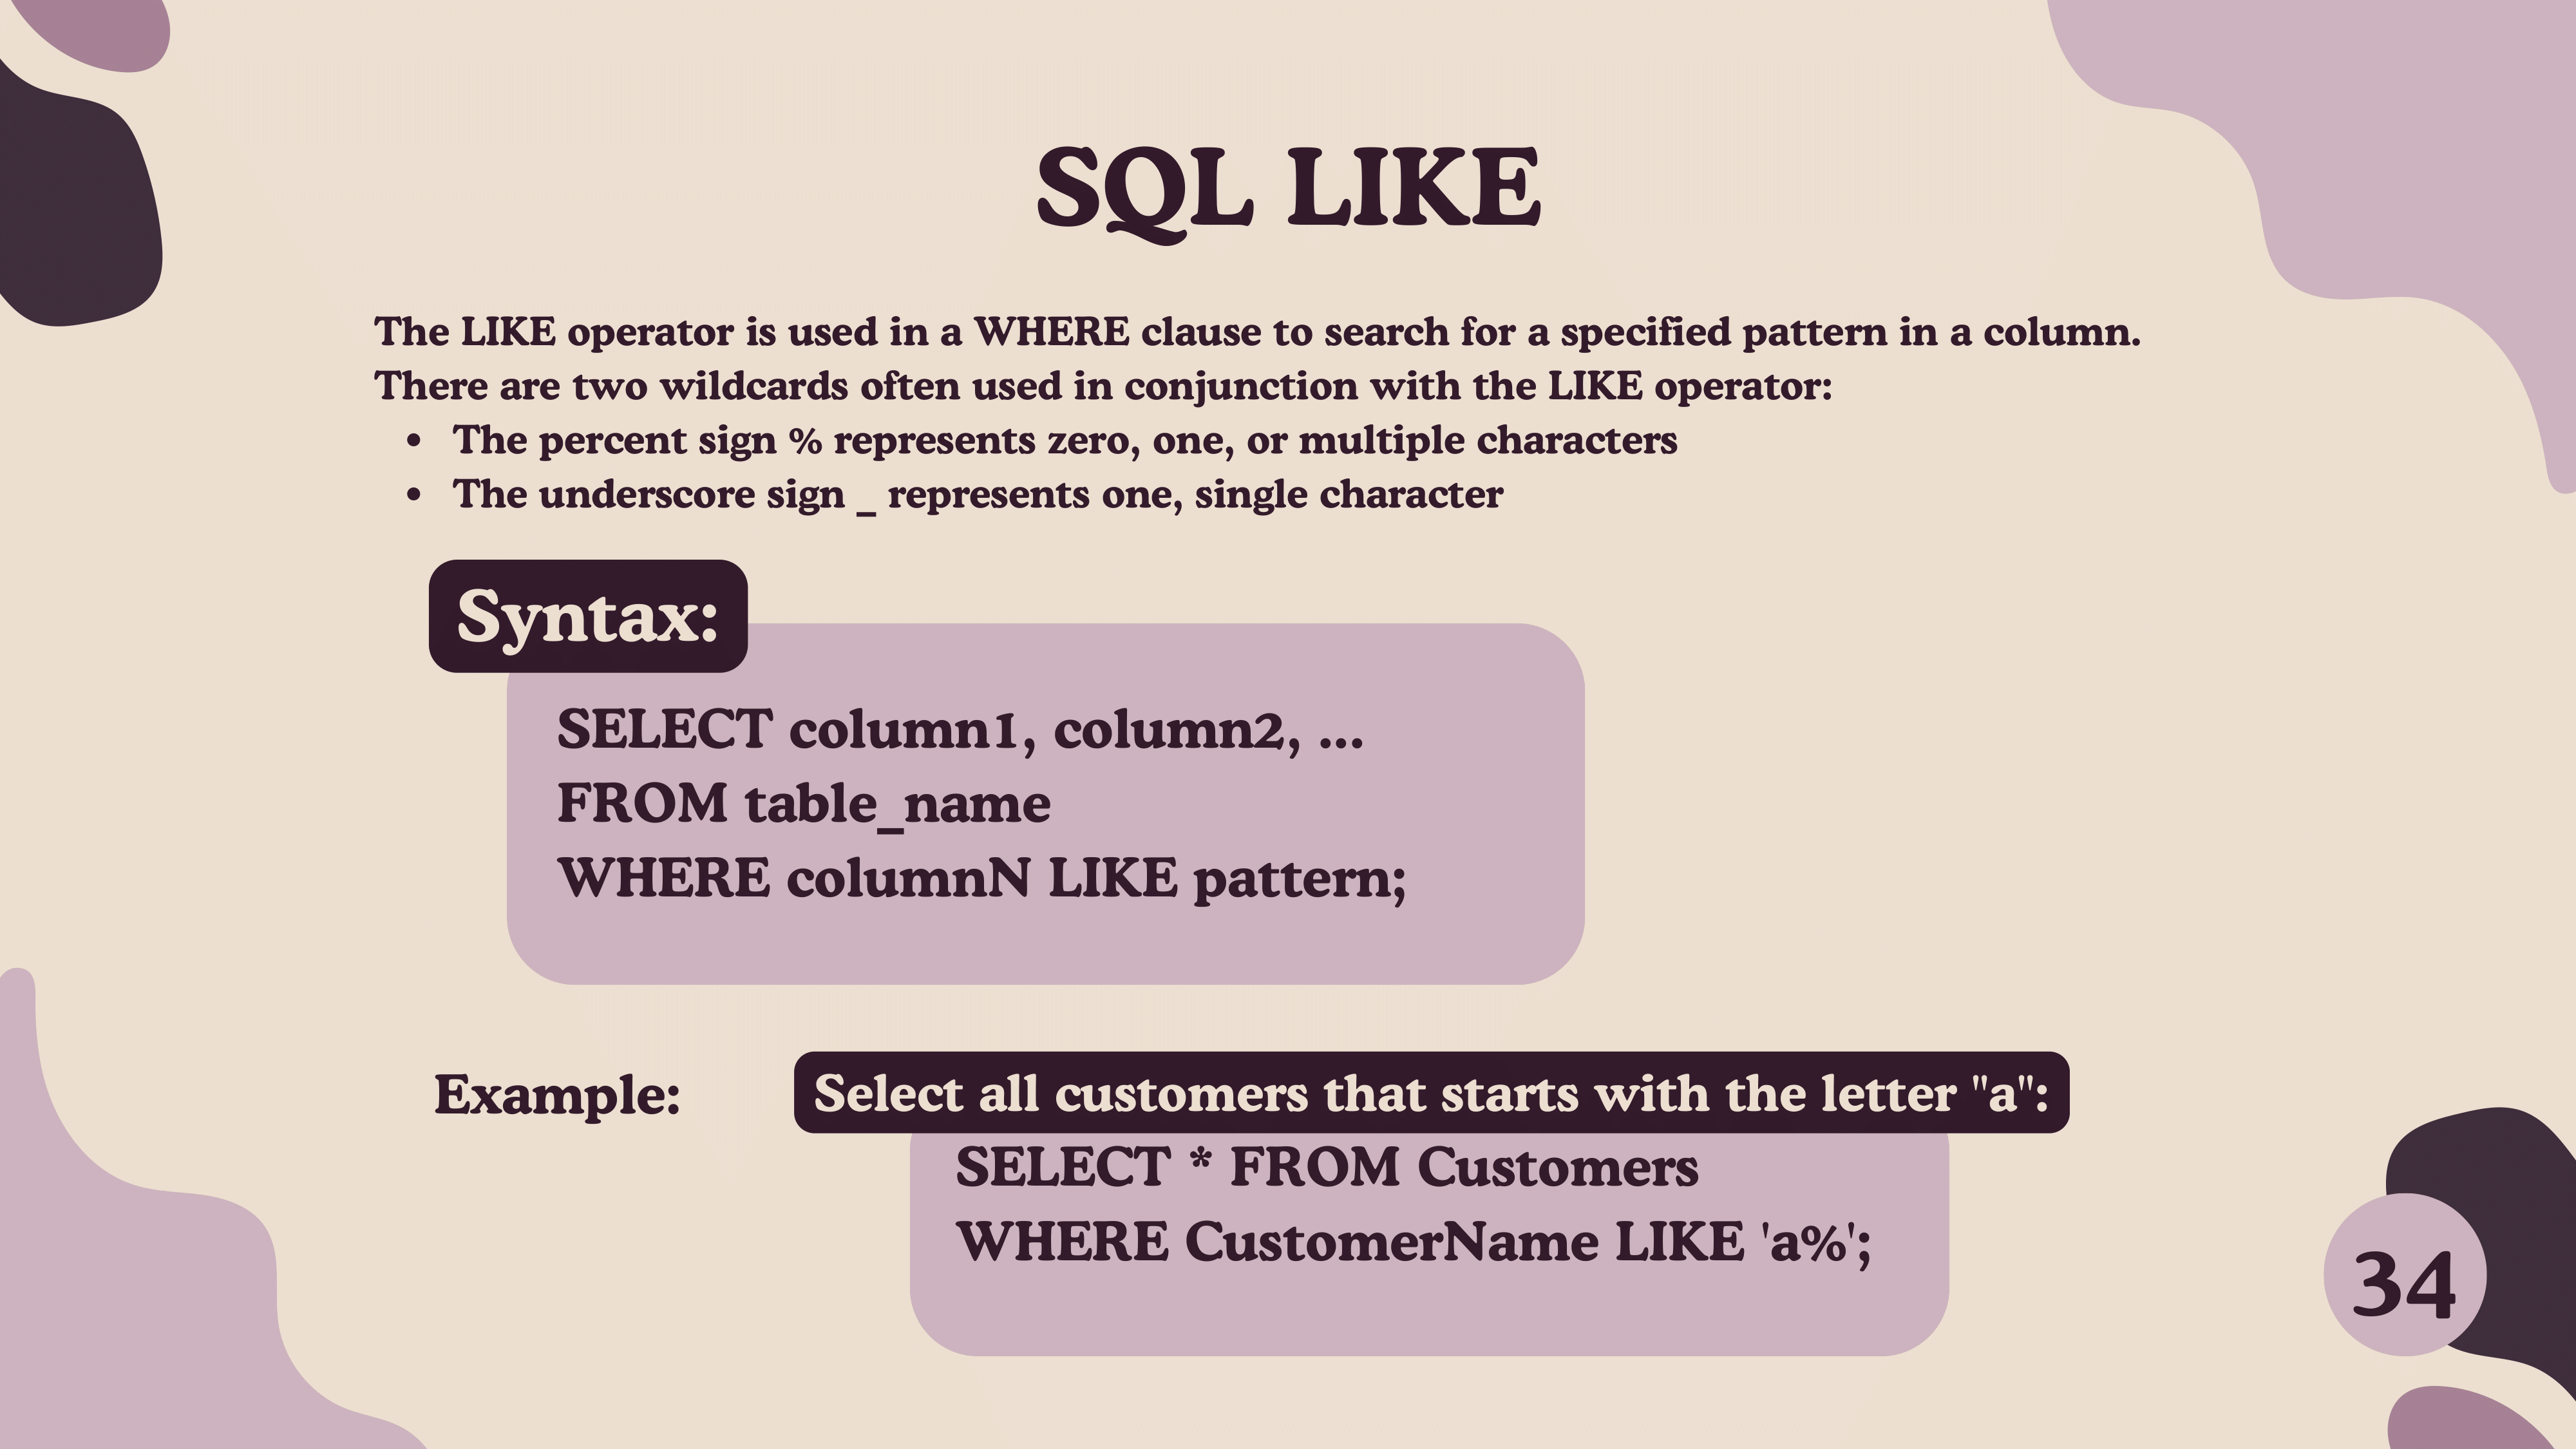 SQL LIKE
The LIKE operator is used in a WHERE clause to search for a specified pattern in a column.
There are two wildcards often used in conjunction with the LIKE operator:
• The percent sign % represents zero, one, or multiple characters
• The underscore sign _ represents one, single character
Syntax:
SELECT column1, column2, ...
FROM table_name
WHERE columnN LIKE pattern;
Example:
Select all customers that starts with the letter "a":
SELECT * FROM Customers
WHERE CustomerName LIKE 'a%';
34